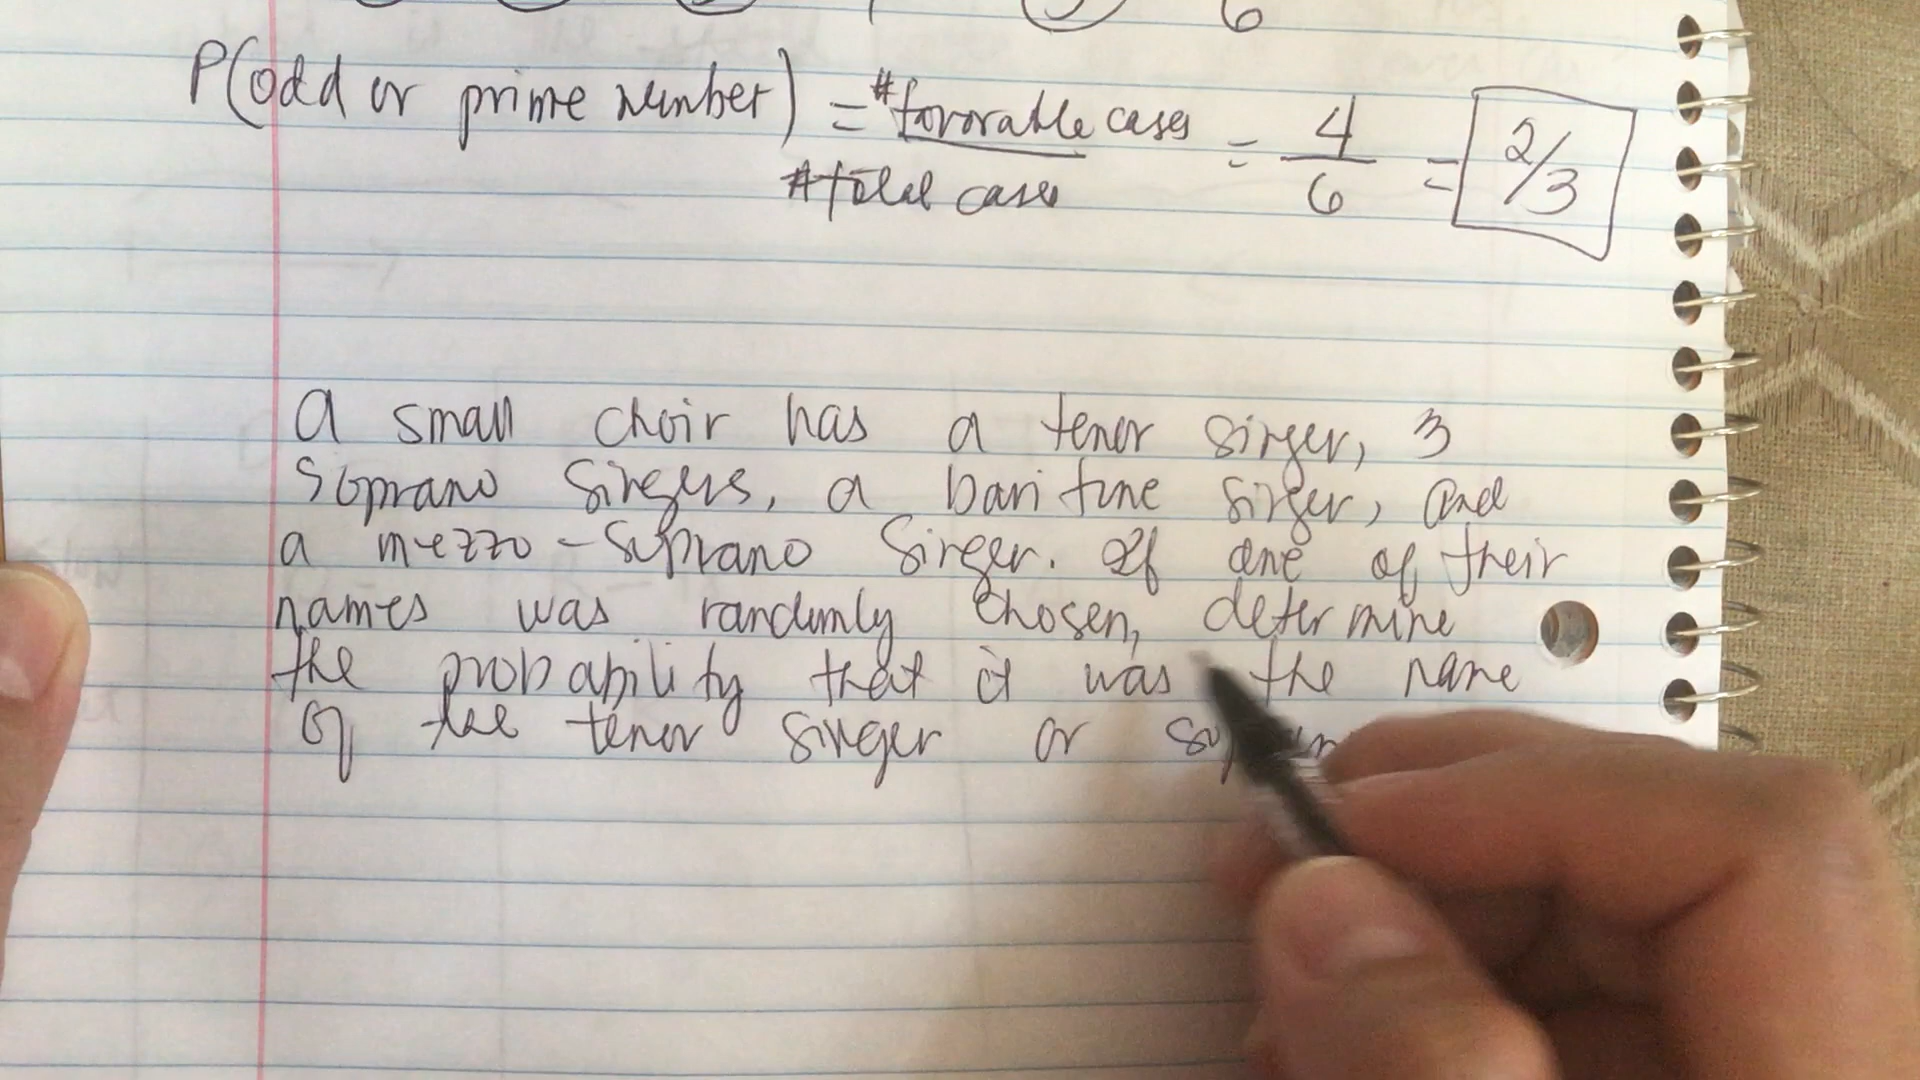 6
P(odd or prime number) = #favorable cases / #total cases = 4/6 = 2/3
a small choir has a tenor singer, 3
soprano singers, a baritone singer, and
a mezzo-soprano singer. If one of their
names was randomly chosen, determine
the probability that it was the name
of the tenor singer or